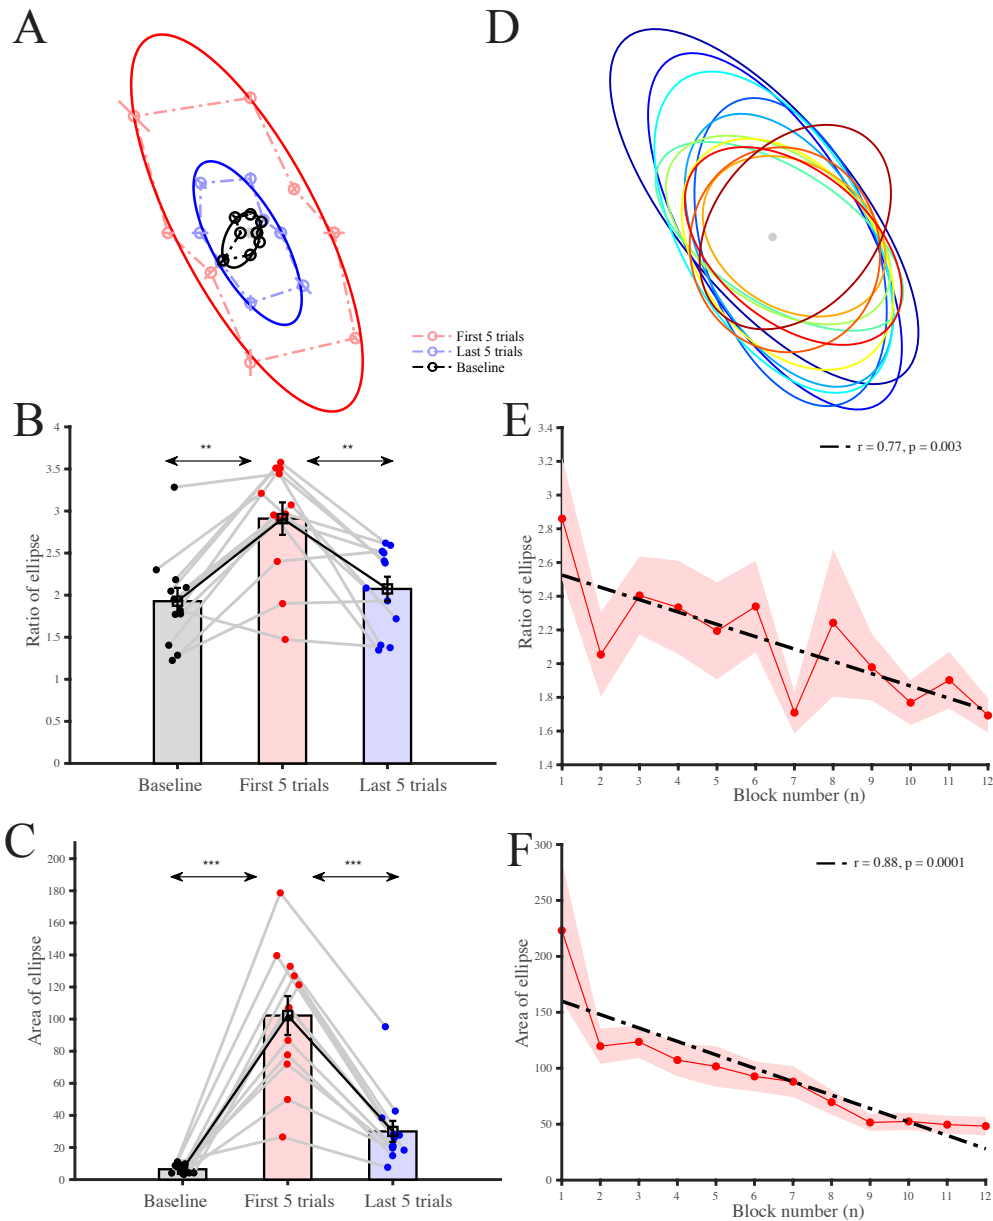 A
First 5 trials
Last 5 trials
Baseline
D
B
Ratio of ellipse
4
3.5
3
2.5
2
1.5
1
0.5
0
**
**
Baseline
First 5 trials
Last 5 trials
E
Ratio of ellipse
3.4
3.2
3
2.8
2.6
2.4
2.2
2
1.8
1.6
1.4
r = 0.77, p = 0.003
1 2 3 4 5 6 7 8 9 10 11 12
Block number (n)
C
Area of ellipse
200
180
160
140
120
100
80
60
40
20
0
***
***
Baseline
First 5 trials
Last 5 trials
F
Area of ellipse
300
250
200
150
100
50
0
r = 0.88, p = 0.0001
1 2 3 4 5 6 7 8 9 10 11 12
Block number (n)